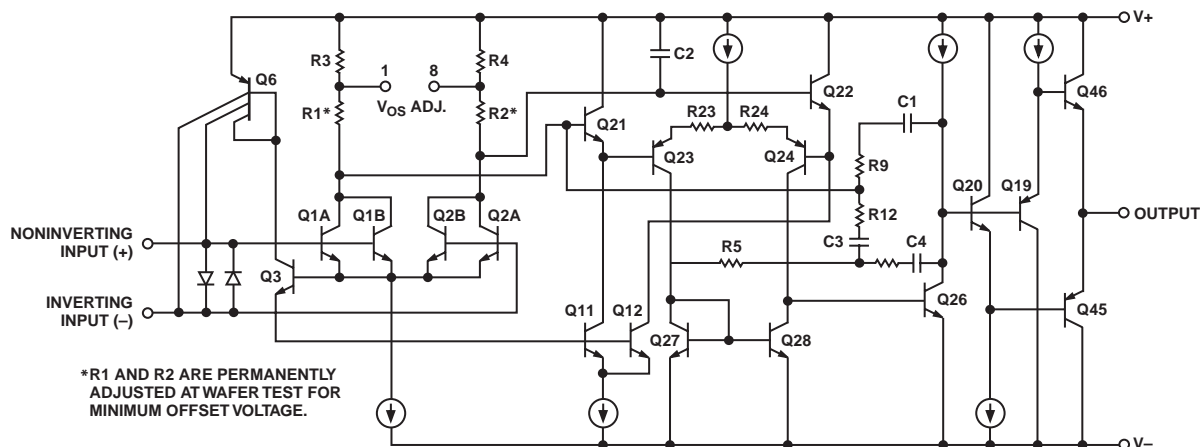 V+
R3
1
8
R4
C2
Q6
Q22
Q46
VOS ADJ.
R1*
R2*
R23
R24
C1
Q21
Q23
Q24
R9
Q20
Q19
Q1A
Q1B
Q2B
Q2A
R12
OUTPUT
NONINVERTING
INPUT (+)
C3
C4
R5
Q3
Q26
INVERTING
INPUT (–)
Q11
Q12
Q27
Q28
Q45
*R1 AND R2 ARE PERMANENTLY
ADJUSTED AT WAFER TEST FOR
MINIMUM OFFSET VOLTAGE.
V–